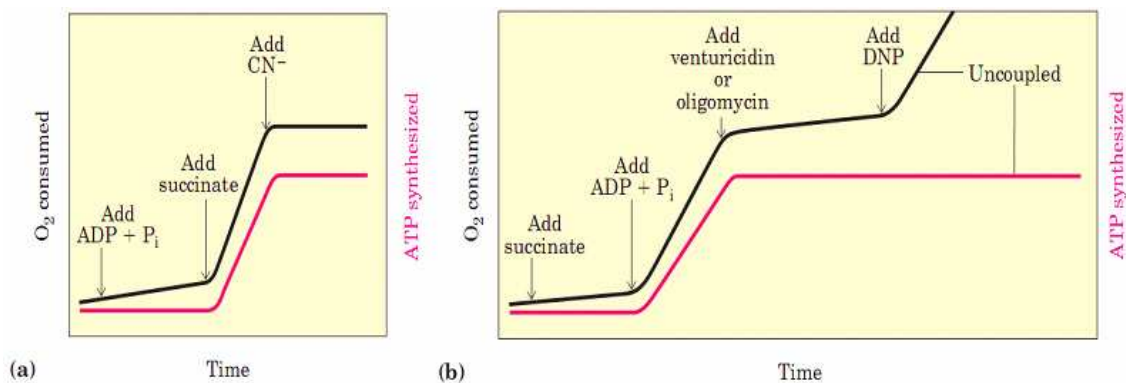 Add
CN⁻
Add
succinate
Add
ADP + Pᵢ
O₂ consumed
ATP synthesized
(a)
Time
Add
DNP
Add
venturicidin
or
oligomycin
Uncoupled
Add
ADP + Pᵢ
Add
succinate
O₂ consumed
ATP synthesized
(b)
Time